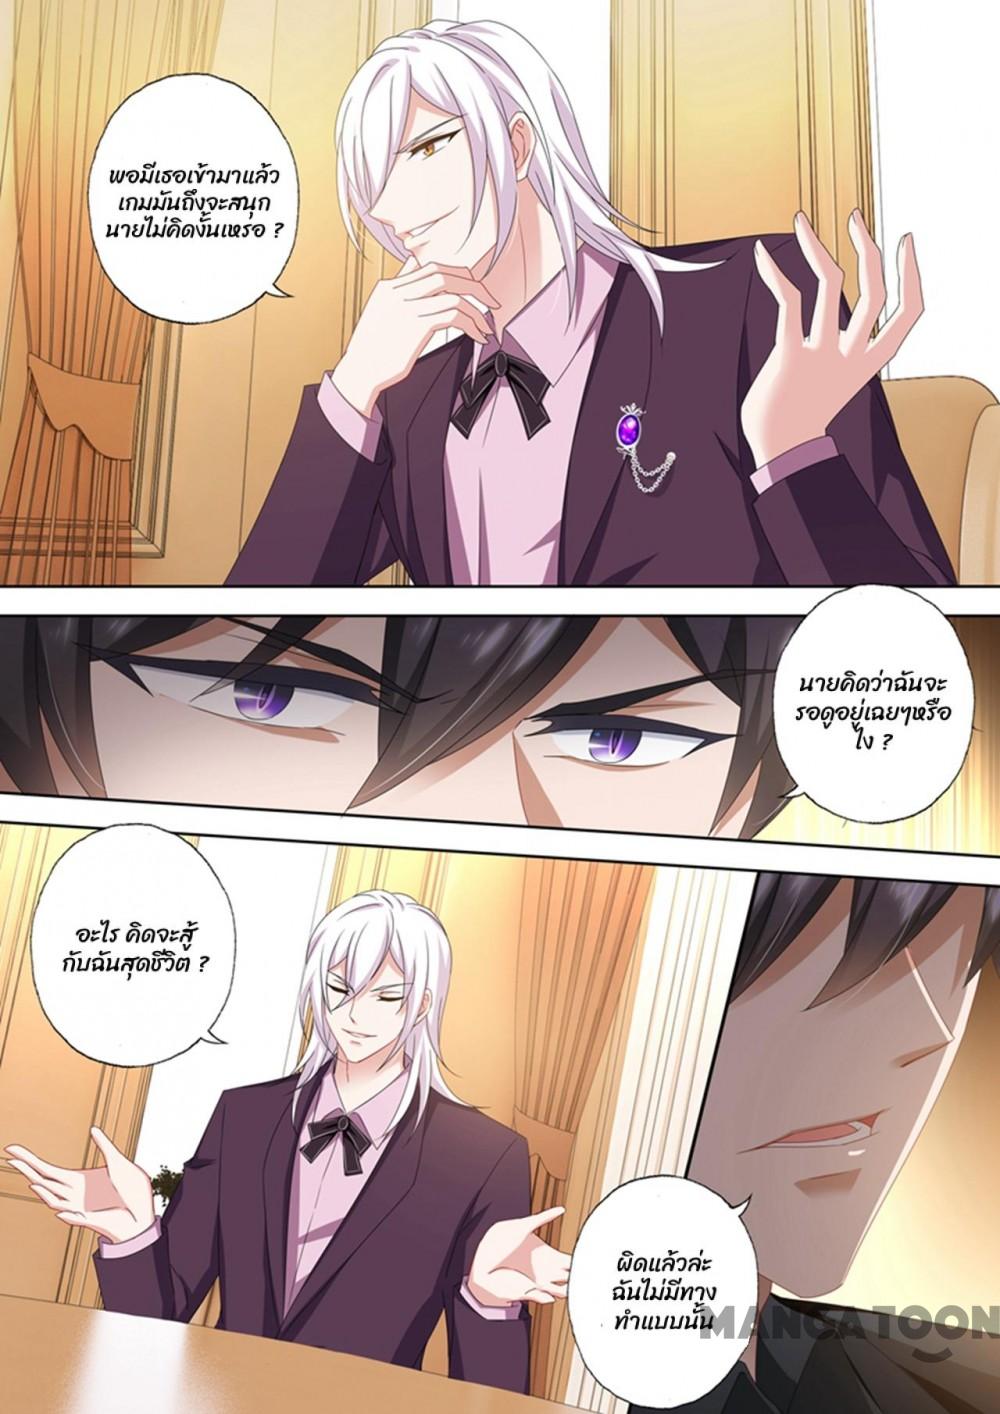 พอมีเธอเข้ามาแล้ว
เกมมันถึงจะสนุก
นายไม่คิดงั้นเหรอ ?
นายคิดว่าฉันจะ
รอดูอยู่เฉยๆหรือ
ไง ?
อะไร คิดจะสู้
กับฉันสุดชีวิต ?
ผิดแล้วล่ะ
ฉันไม่มีทาง
ทำแบบนั้น
MANGATOON